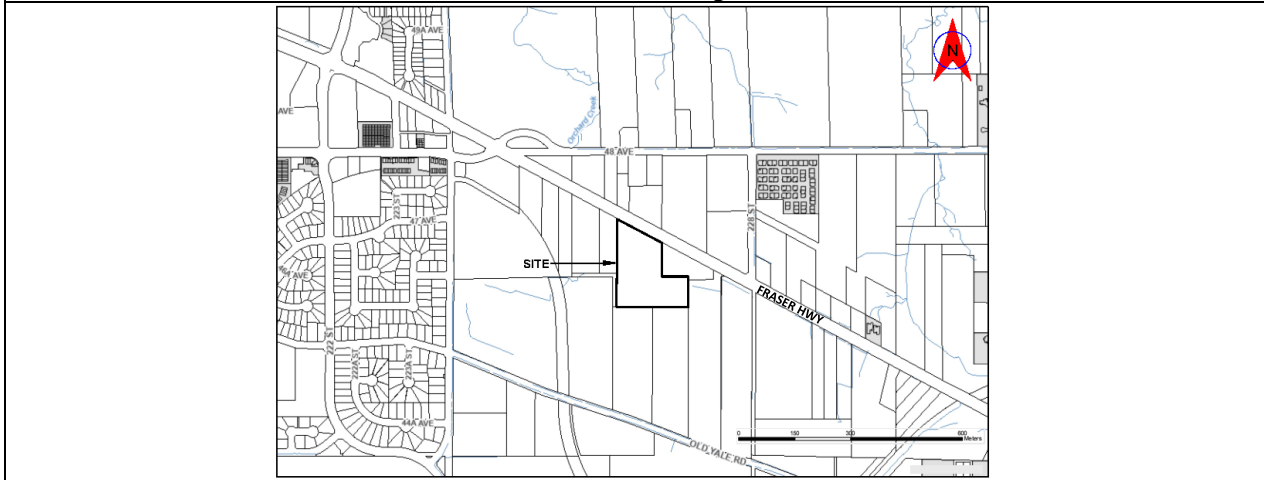 49A AVE
N
AVE
Orchard Creek
48 AVE
223 ST
228 ST
47 AVE
SITE
46A AVE
FRASER HWY
222 ST
222A ST
223A ST
44A AVE
OLD YALE RD
0 150 300 600
Meters